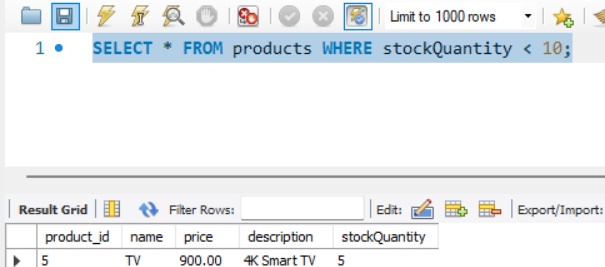 Limit to 1000 rows
1 SELECT * FROM products WHERE stockQuantity < 10;
Result Grid Filter Rows: Edit: Export/Import:
product_id name price description stockQuantity
5 TV 900.00 4K Smart TV 5